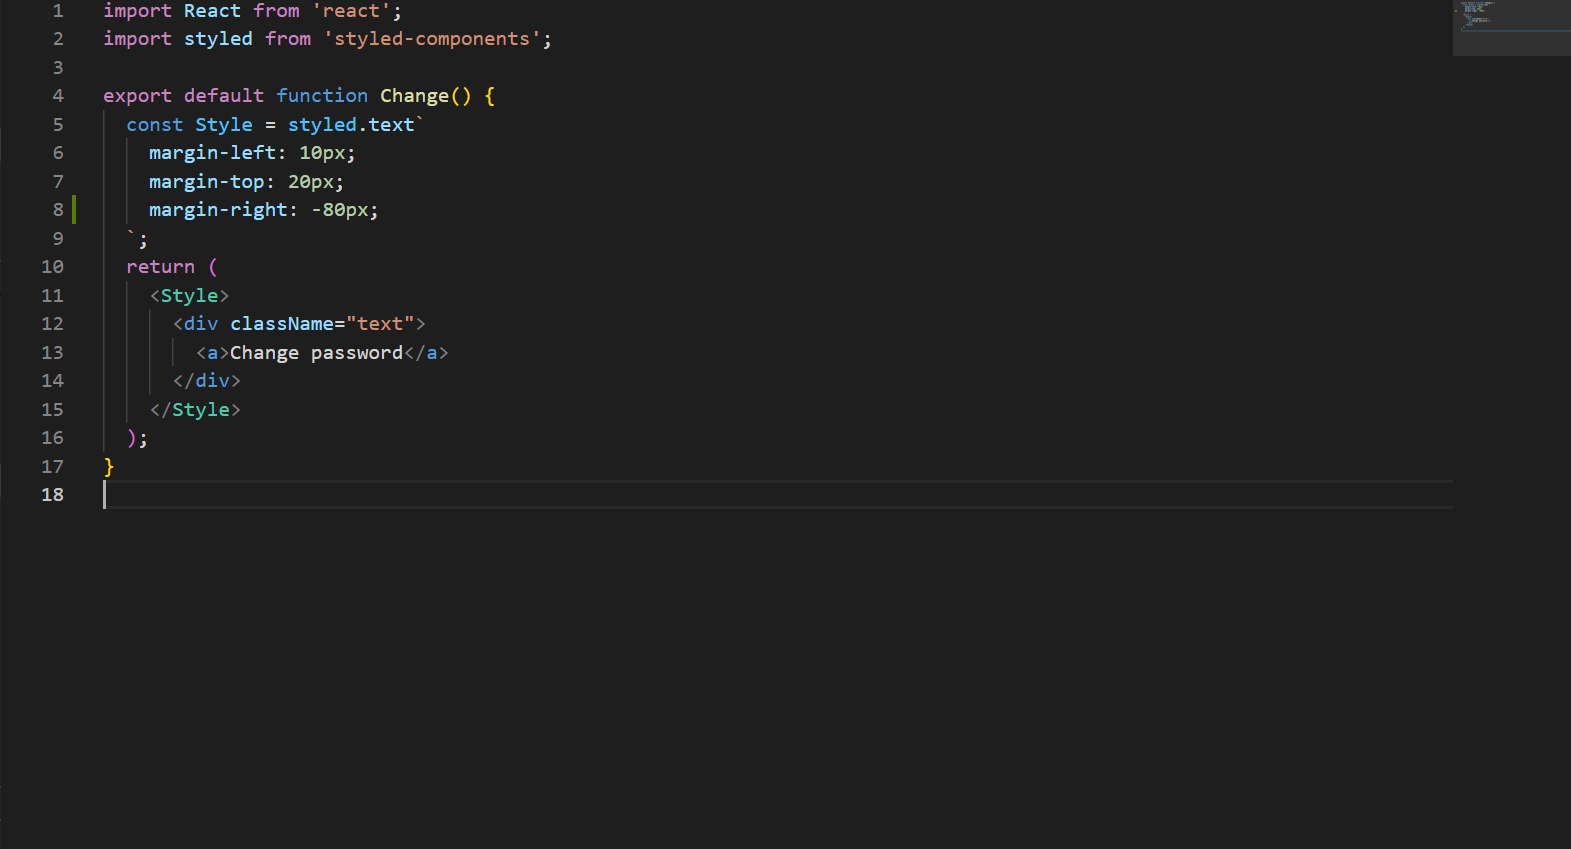 1 import React from 'react';
2 import styled from 'styled-components';
3
4 export default function Change() {
5   const Style = styled.text`
6     margin-left: 10px;
7     margin-top: 20px;
8     margin-right: -80px;
9   `;
10   return (
11     <Style>
12       <div className="text">
13         <a>Change password</a>
14       </div>
15     </Style>
16   );
17 }
18